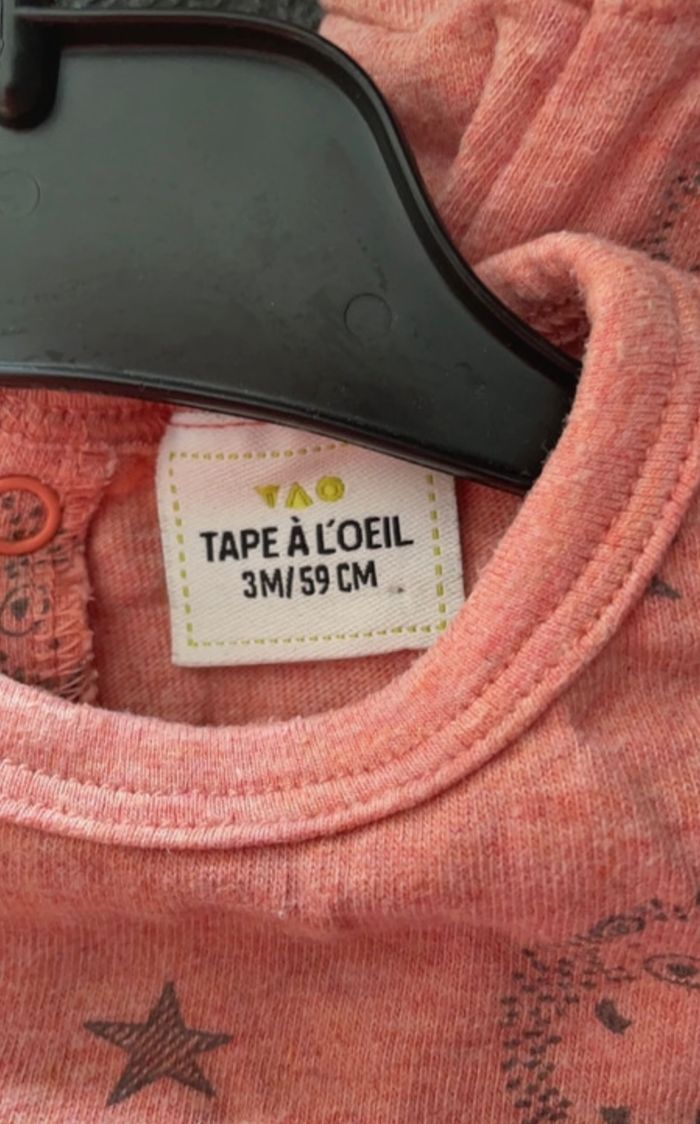 TAO
TAPE À L'OEIL
3M/59 CM